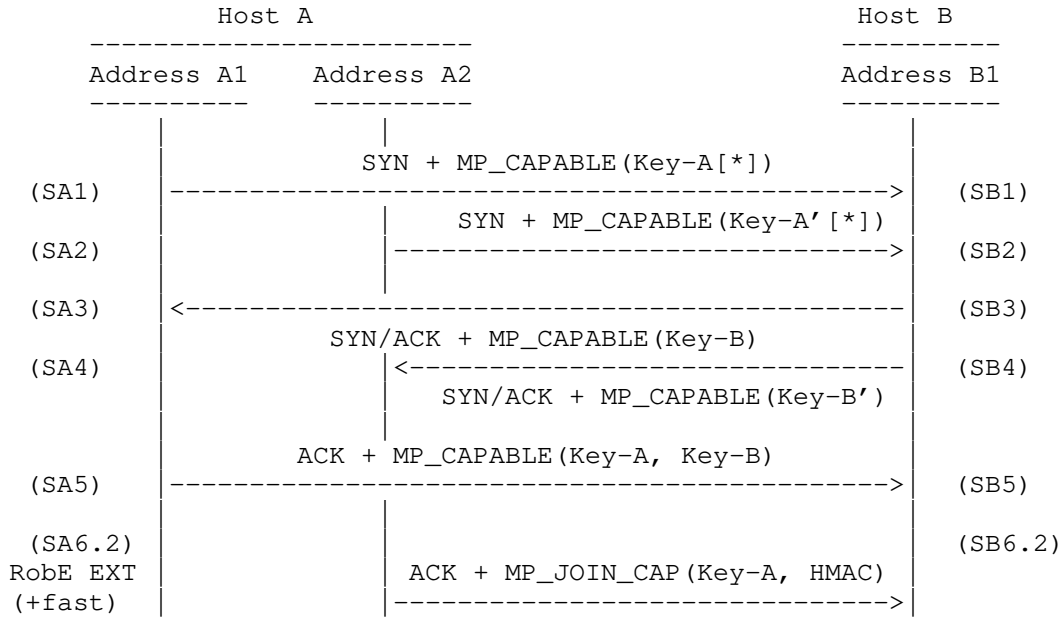 Host A Host B
Address A1 Address A2 Address B1
SYN + MP_CAPABLE(Key-A[*])
(SA1) (SB1)
SYN + MP_CAPABLE(Key-A'[*])
(SA2) (SB2)
(SA3) (SB3)
SYN/ACK + MP_CAPABLE(Key-B)
(SA4) (SB4)
SYN/ACK + MP_CAPABLE(Key-B')
ACK + MP_CAPABLE(Key-A, Key-B)
(SA5) (SB5)
(SA6.2) (SB6.2)
RobE EXT ACK + MP_JOIN_CAP(Key-A, HMAC)
(+fast)